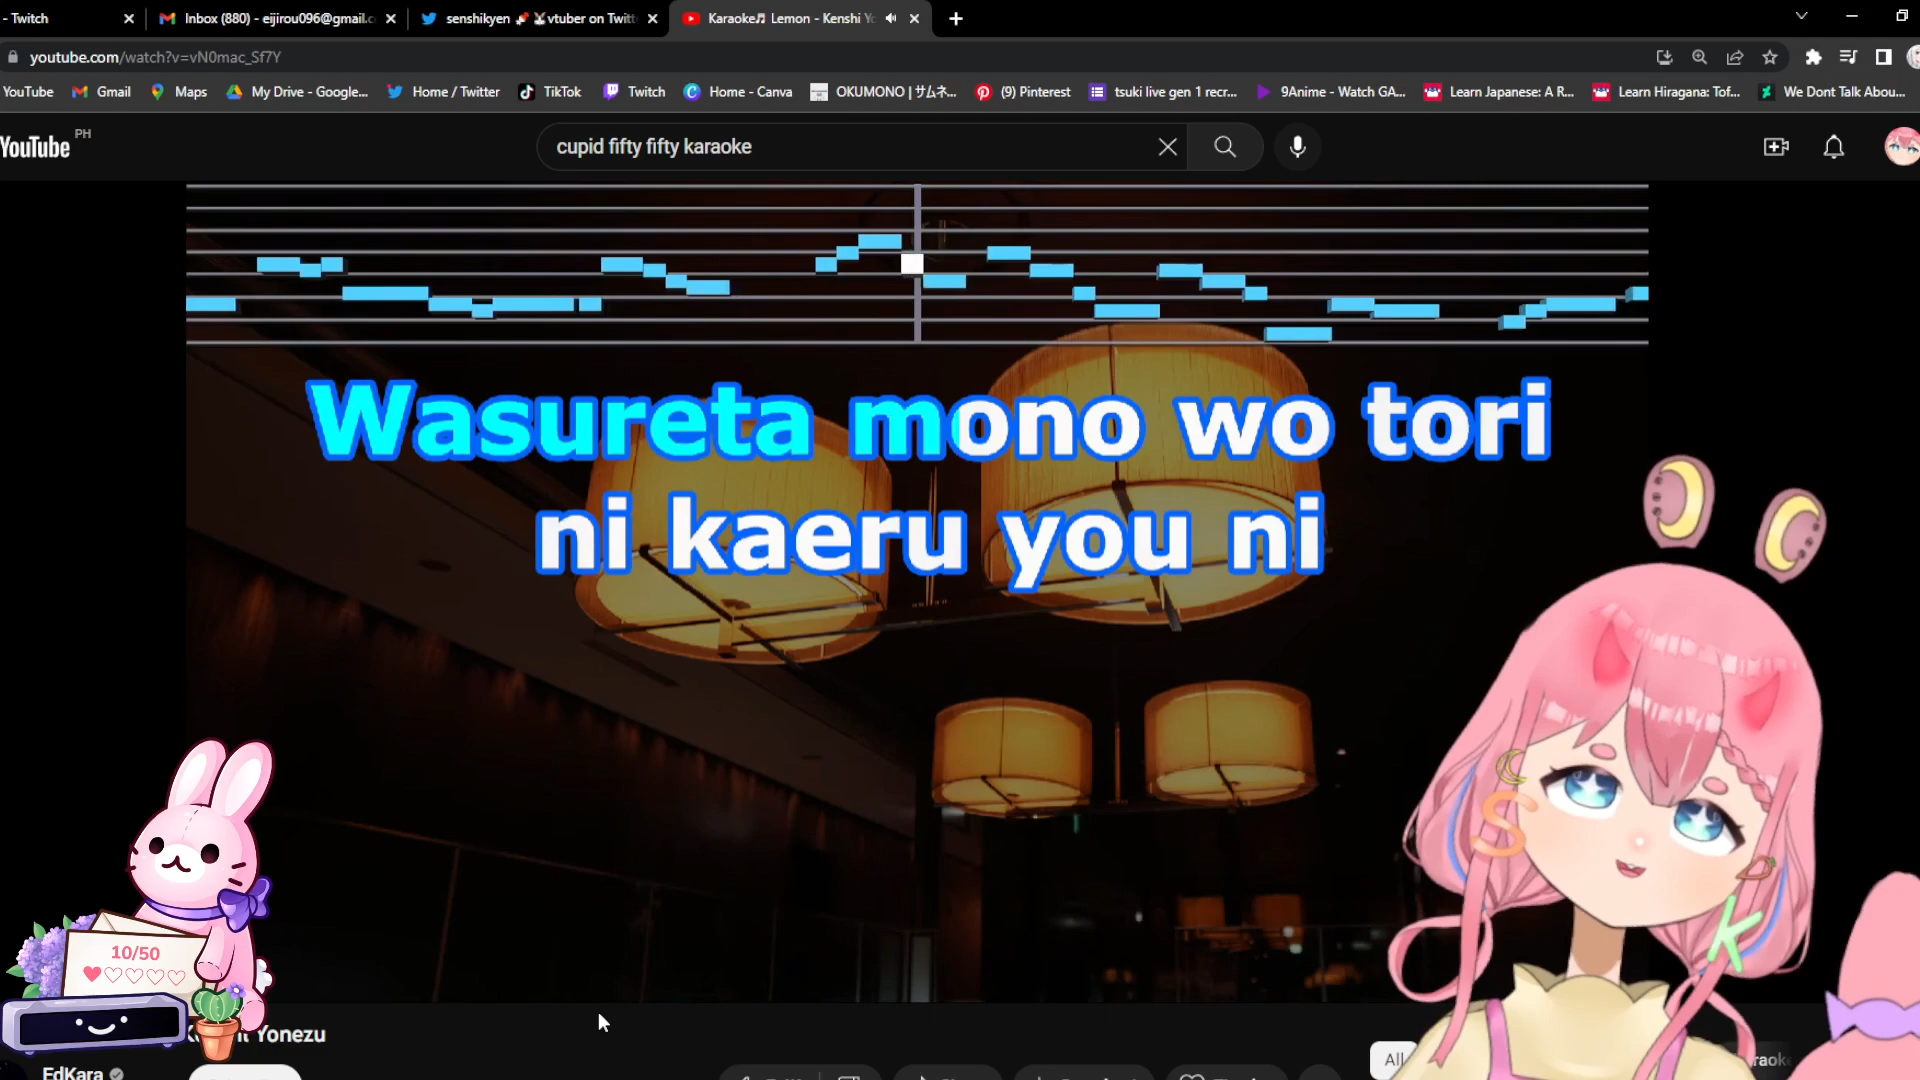 - Twitch
Inbox (880) - eijirou096@gmail.c
senshikyen vtuber on Twitt
Karaoke♬ Lemon - Kenshi Yo
youtube.com/watch?v=vN0mac_Sf7Y
YouTube
Gmail
Maps
My Drive - Google...
Home / Twitter
TikTok
Twitch
Home - Canva
OKUMONO | サムネ...
(9) Pinterest
tsuki live gen 1 recr...
9Anime - Watch GA...
Learn Japanese: A R...
Learn Hiragana: Tof...
We Dont Talk Abou...
YouTube PH
cupid fifty fifty karaoke
Wasureta mono wo tori
ni kaeru you ni
S
K
10/50
Yonezu
EdKara
All